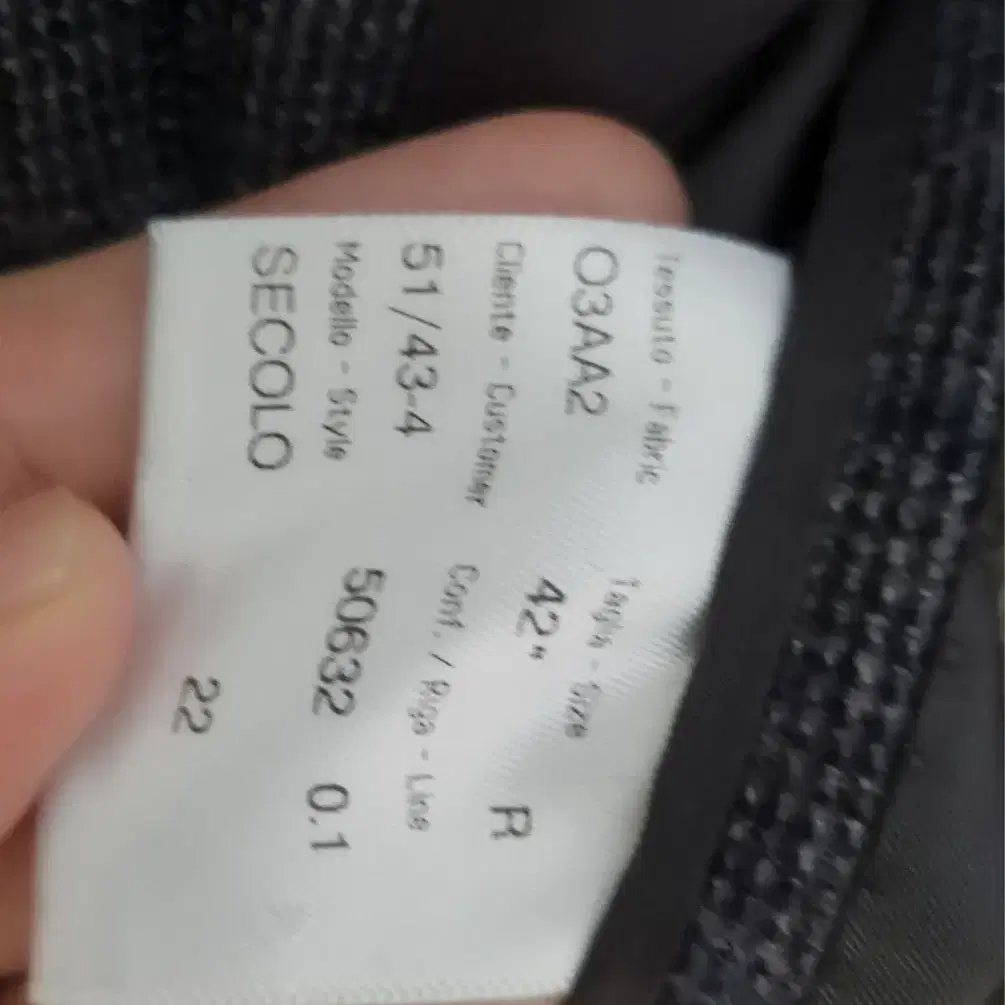 Tessuto - Fabric Taglia - Size
O3AA2 42" R
Cliente - Customer Conf. / Riga - Line
51/43-4 50632 0.1
Modello - Style
SECOLO 22